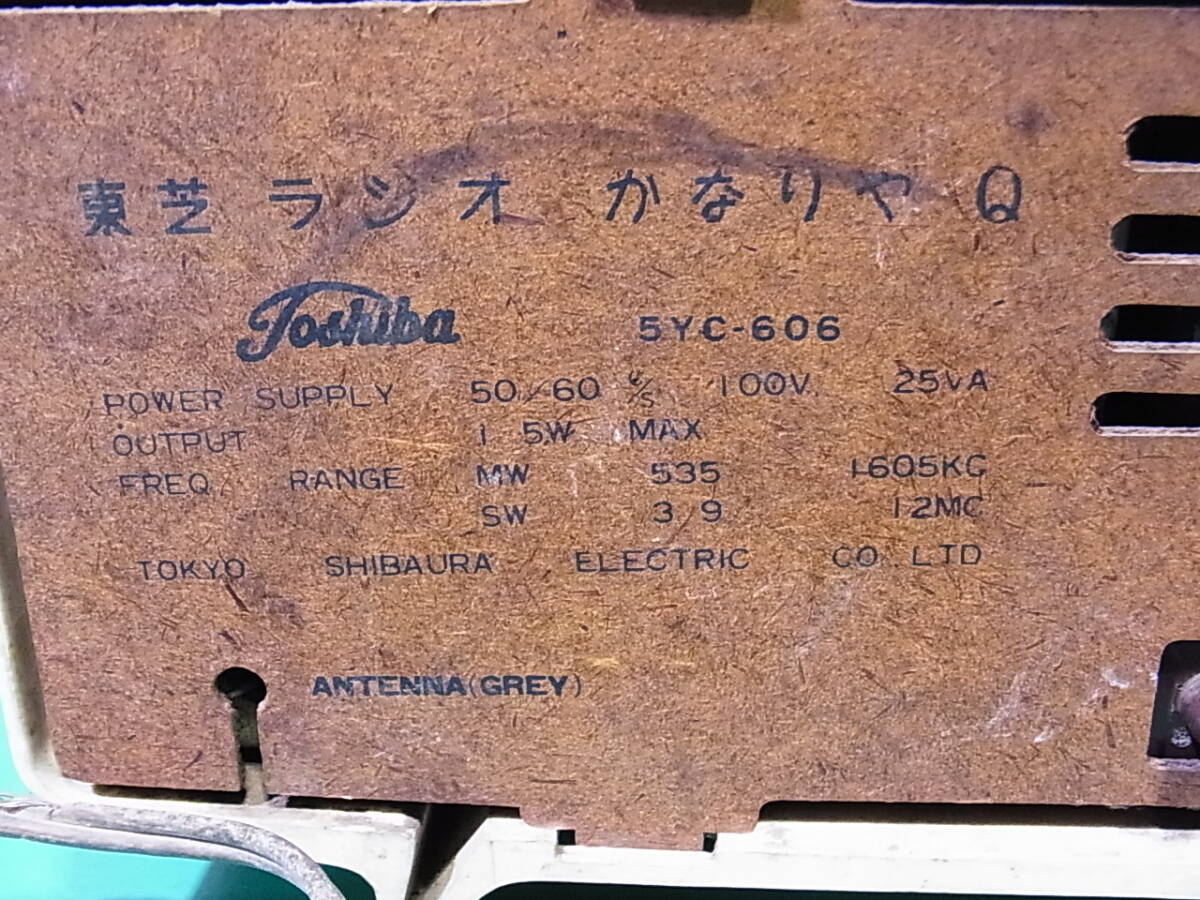 東芝 ラジオ かなりや Q
Toshiba 5YC-606
POWER SUPPLY 50/60 c/s 100V. 25VA
OUTPUT 1 5W MAX
FREQ. RANGE MW 535 1605KC
SW 3 9 12MC
TOKYO SHIBAURA ELECTRIC CO. LTD
ANTENNA(GREY)